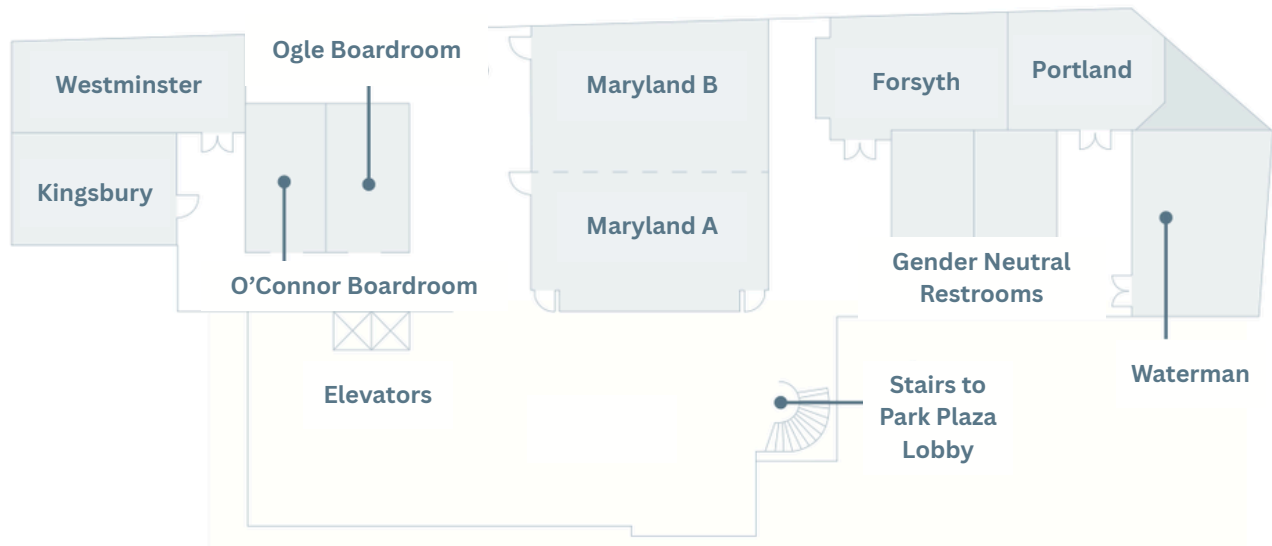 Ogle Boardroom
Westminster
Maryland B
Forsyth
Portland
Kingsbury
Maryland A
O’Connor Boardroom
Gender Neutral
Restrooms
Elevators
Stairs to
Park Plaza
Lobby
Waterman